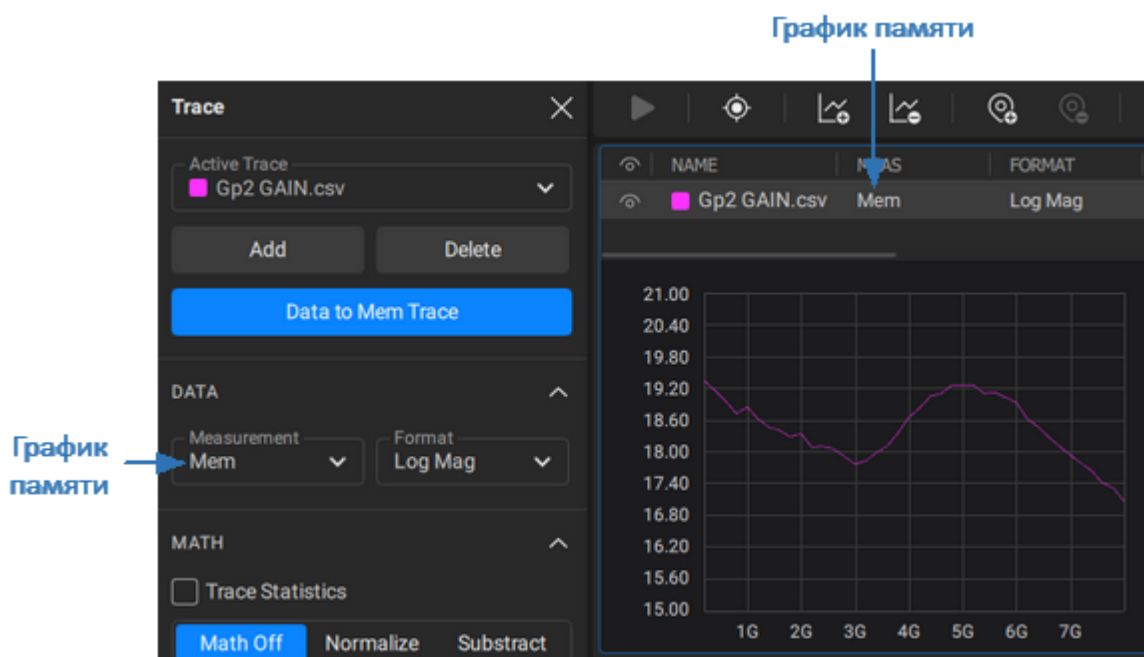 График памяти
Trace
Active Trace
Gp2 GAIN.csv
Add Delete
Data to Mem Trace
DATA
Measurement Format
Mem Log Mag
График
памяти
MATH
Trace Statistics
Math Off Normalize Substract
NAME FORMAT
Gp2 GAIN.csv Mem Log Mag
21.00
20.40
19.80
19.20
18.60
18.00
17.40
16.80
16.20
15.60
15.00
1G 2G 3G 4G 5G 6G 7G